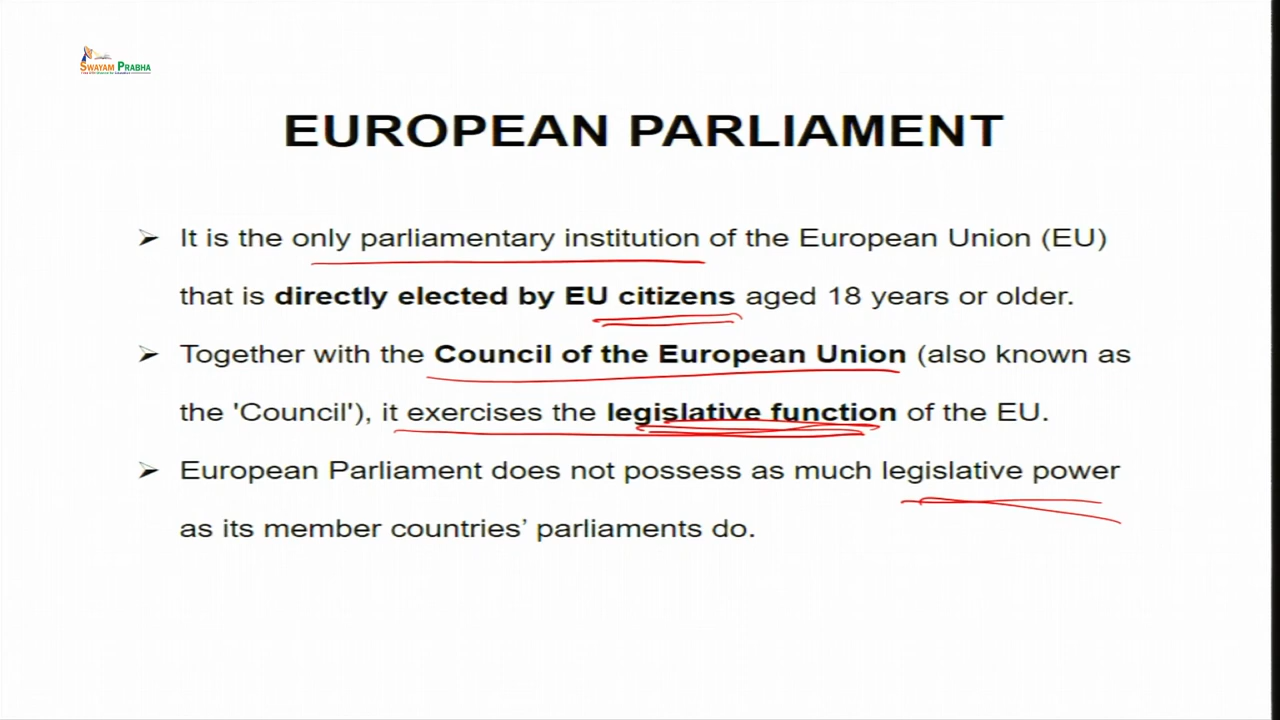 SWAYAM PRABHA
EUROPEAN PARLIAMENT
➢ It is the only parliamentary institution of the European Union (EU)
that is directly elected by EU citizens aged 18 years or older.
➢ Together with the Council of the European Union (also known as
the 'Council'), it exercises the legislative function of the EU.
➢ European Parliament does not possess as much legislative power
as its member countries’ parliaments do.